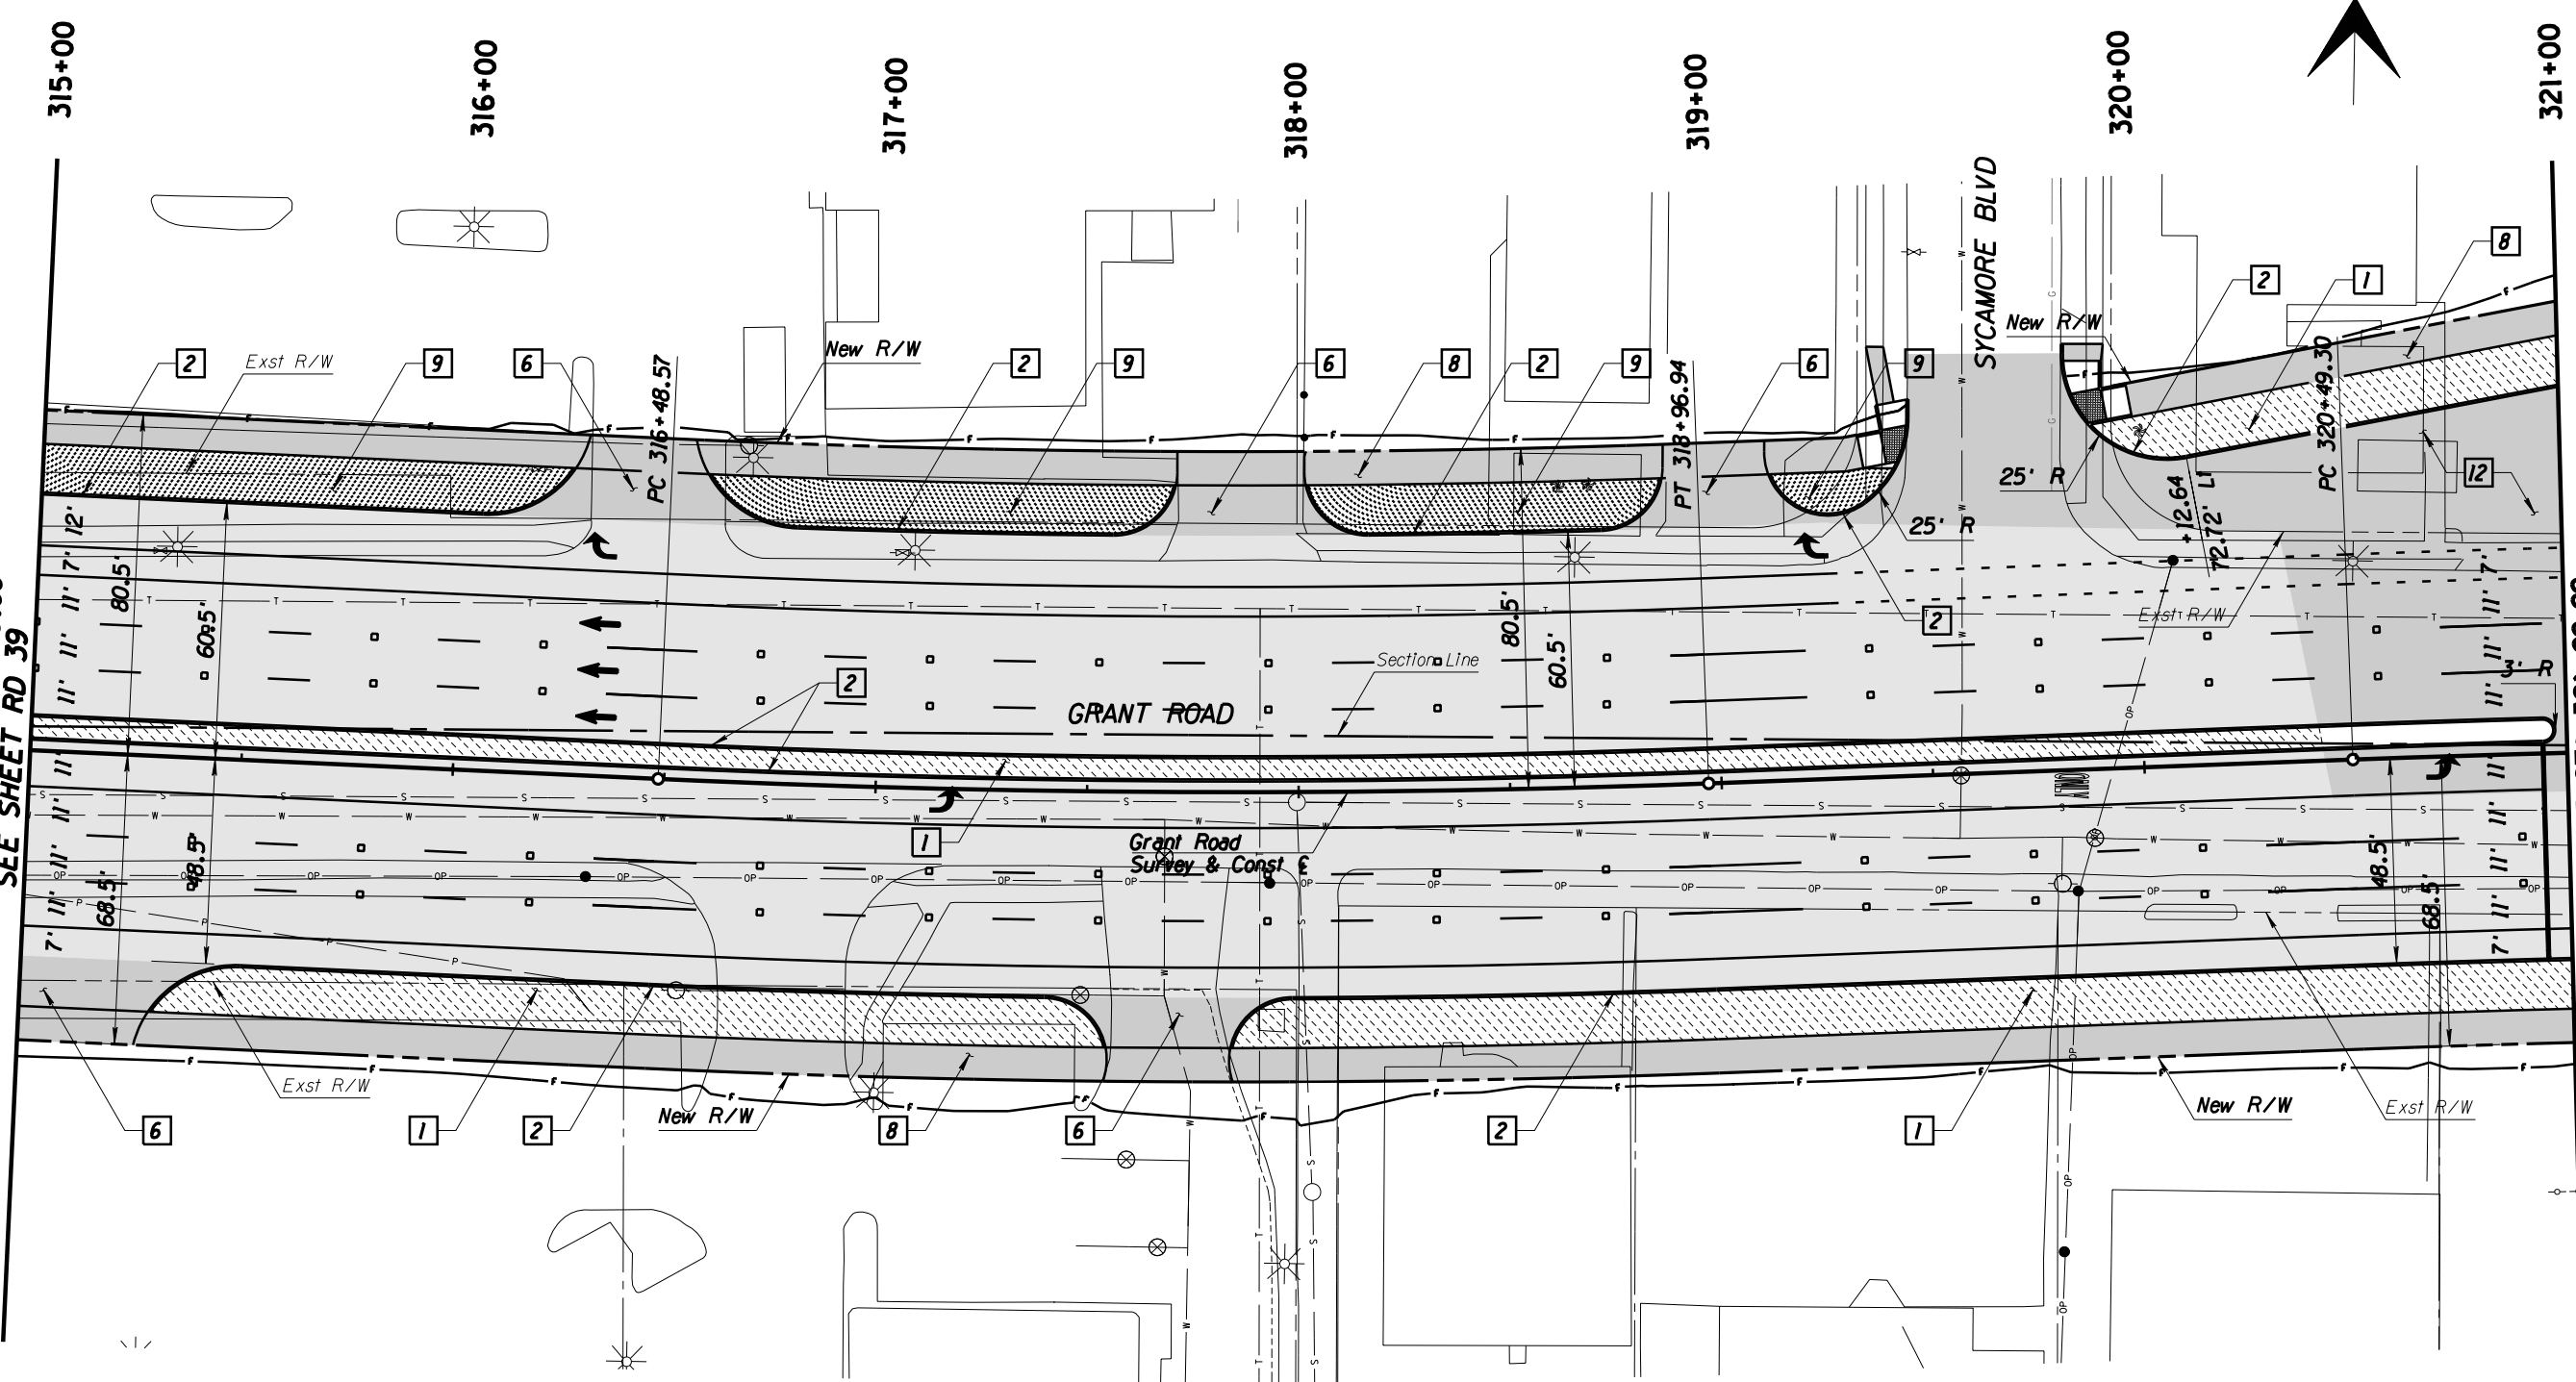 315+00
316+00
317+00
318+00
319+00
320+00
321+00
SYCAMORE BLVD
8
2
1
New R/W
2
Exst R/W
9
6
PC 316+48.57
New R/W
2
9
6
8
2
9
PT 318+96.94
6
9
PC 320+49.30
12
25' R
25' R
+12.64
72.72' LT
12'
7'
11'
11'
11'
80.5'
60.5'
80.5'
60.5'
2
Exst R/W
7'
11'
11'
11'
3' R
Section Line
2
GRANT ROAD
SEE SHEET RD 39
11'
11'
11'
11'
7'
68.5'
48.5'
1
Grant Road
Survey & Const ℄
48.5'
68.5'
11'
11'
11'
11'
7'
Exst R/W
New R/W
New R/W
Exst R/W
6
1
2
8
6
2
1